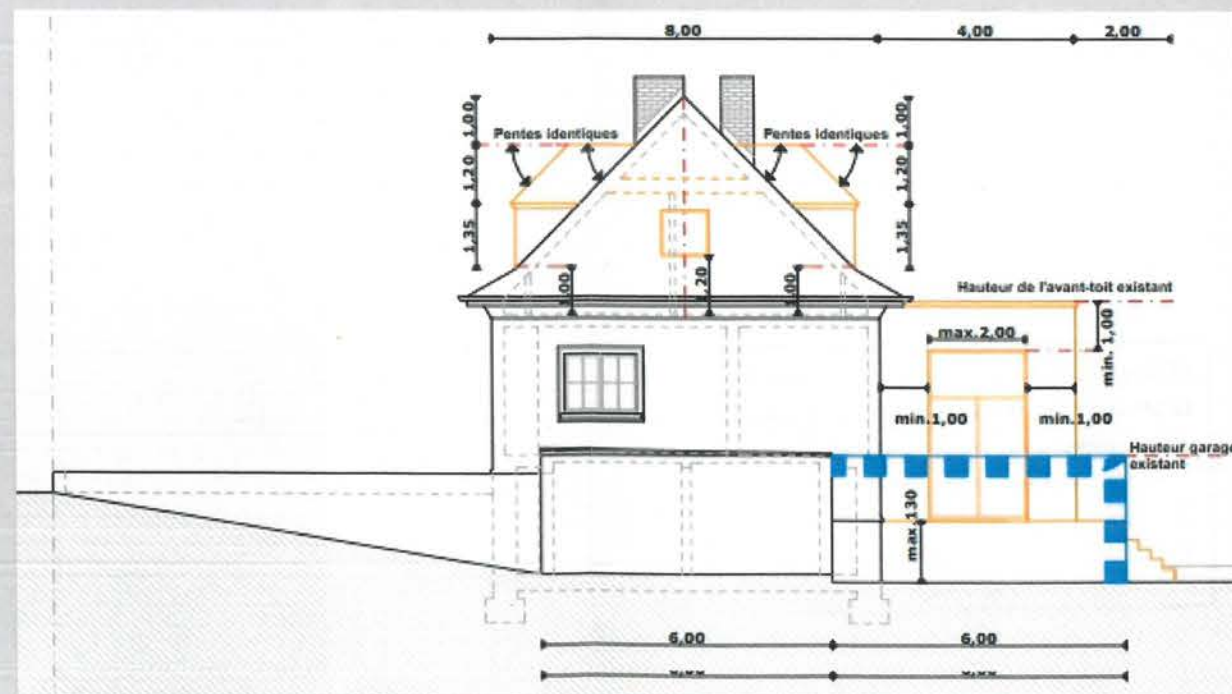 8,00
4,00
2,00
1,00
1,20
1,35
Pentes identiques
Pentes identiques
1,00
1,20
1,35
1,00
1,20
1,00
Hauteur de l'avant-toit existant
max.2,00
min. 1,00
min.1,00
min.1,00
Hauteur garage
existant
max.130
6,00
6,00